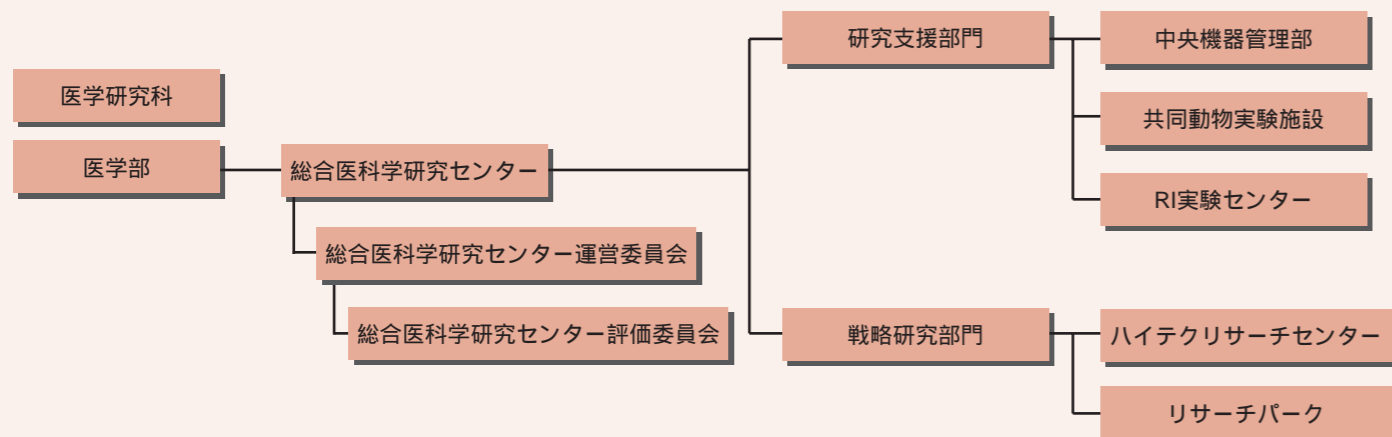 医学研究科
医学部
総合医科学研究センター
総合医科学研究センター運営委員会
総合医科学研究センター評価委員会
研究支援部門
中央機器管理部
共同動物実験施設
RI実験センター
戦略研究部門
ハイテクリサーチセンター
リサーチパーク